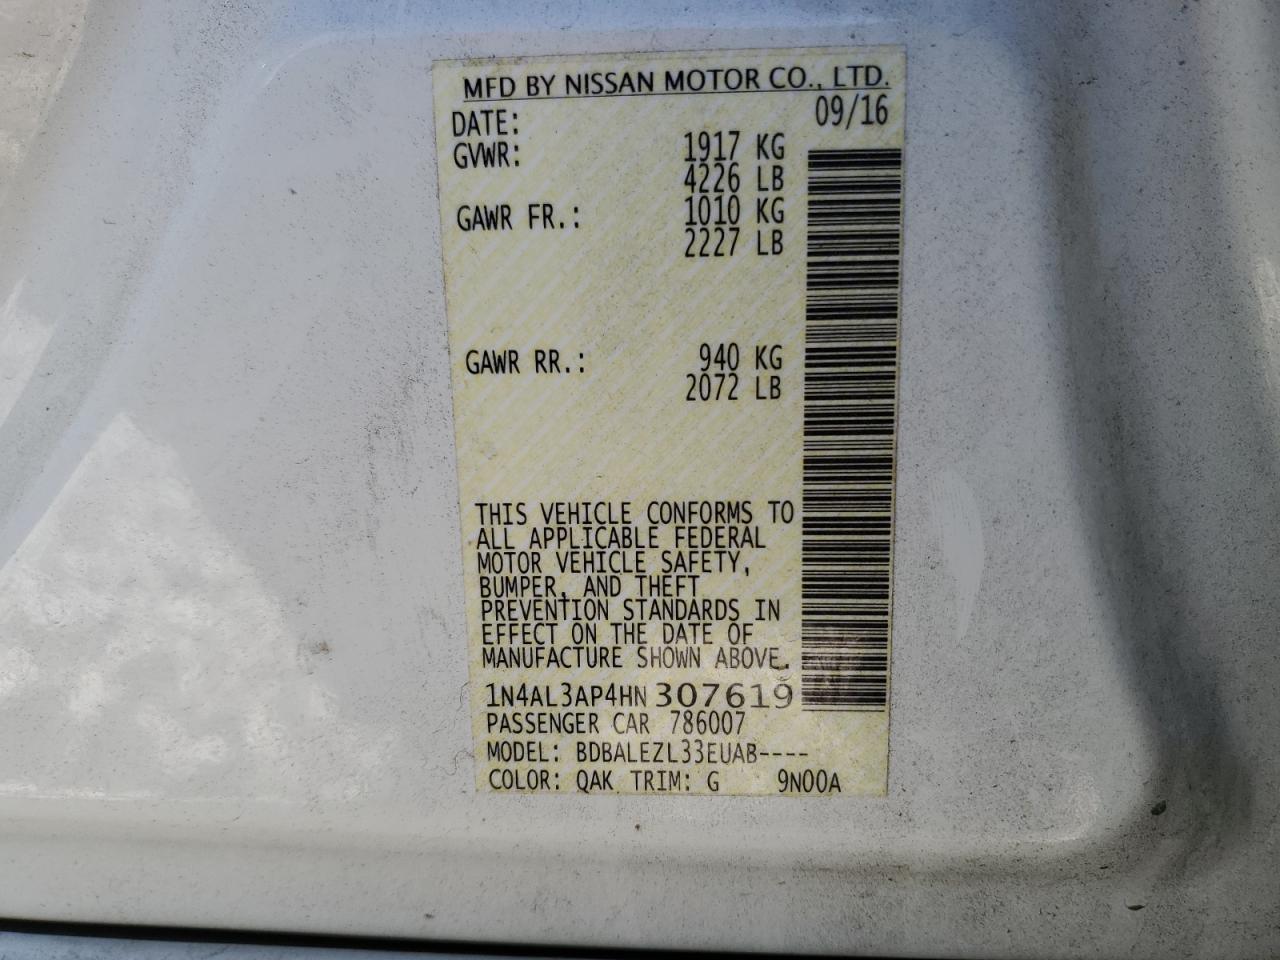 MFD BY NISSAN MOTOR CO., LTD.
DATE: 09/16
GVWR: 1917 KG
4226 LB
GAWR FR.: 1010 KG
2227 LB
GAWR RR.: 940 KG
2072 LB
THIS VEHICLE CONFORMS TO
ALL APPLICABLE FEDERAL
MOTOR VEHICLE SAFETY,
BUMPER, AND THEFT
PREVENTION STANDARDS IN
EFFECT ON THE DATE OF
MANUFACTURE SHOWN ABOVE.
1N4AL3AP4HN307619
PASSENGER CAR 786007
MODEL: BDBALEZL33EUAB----
COLOR: QAK TRIM: G 9N00A